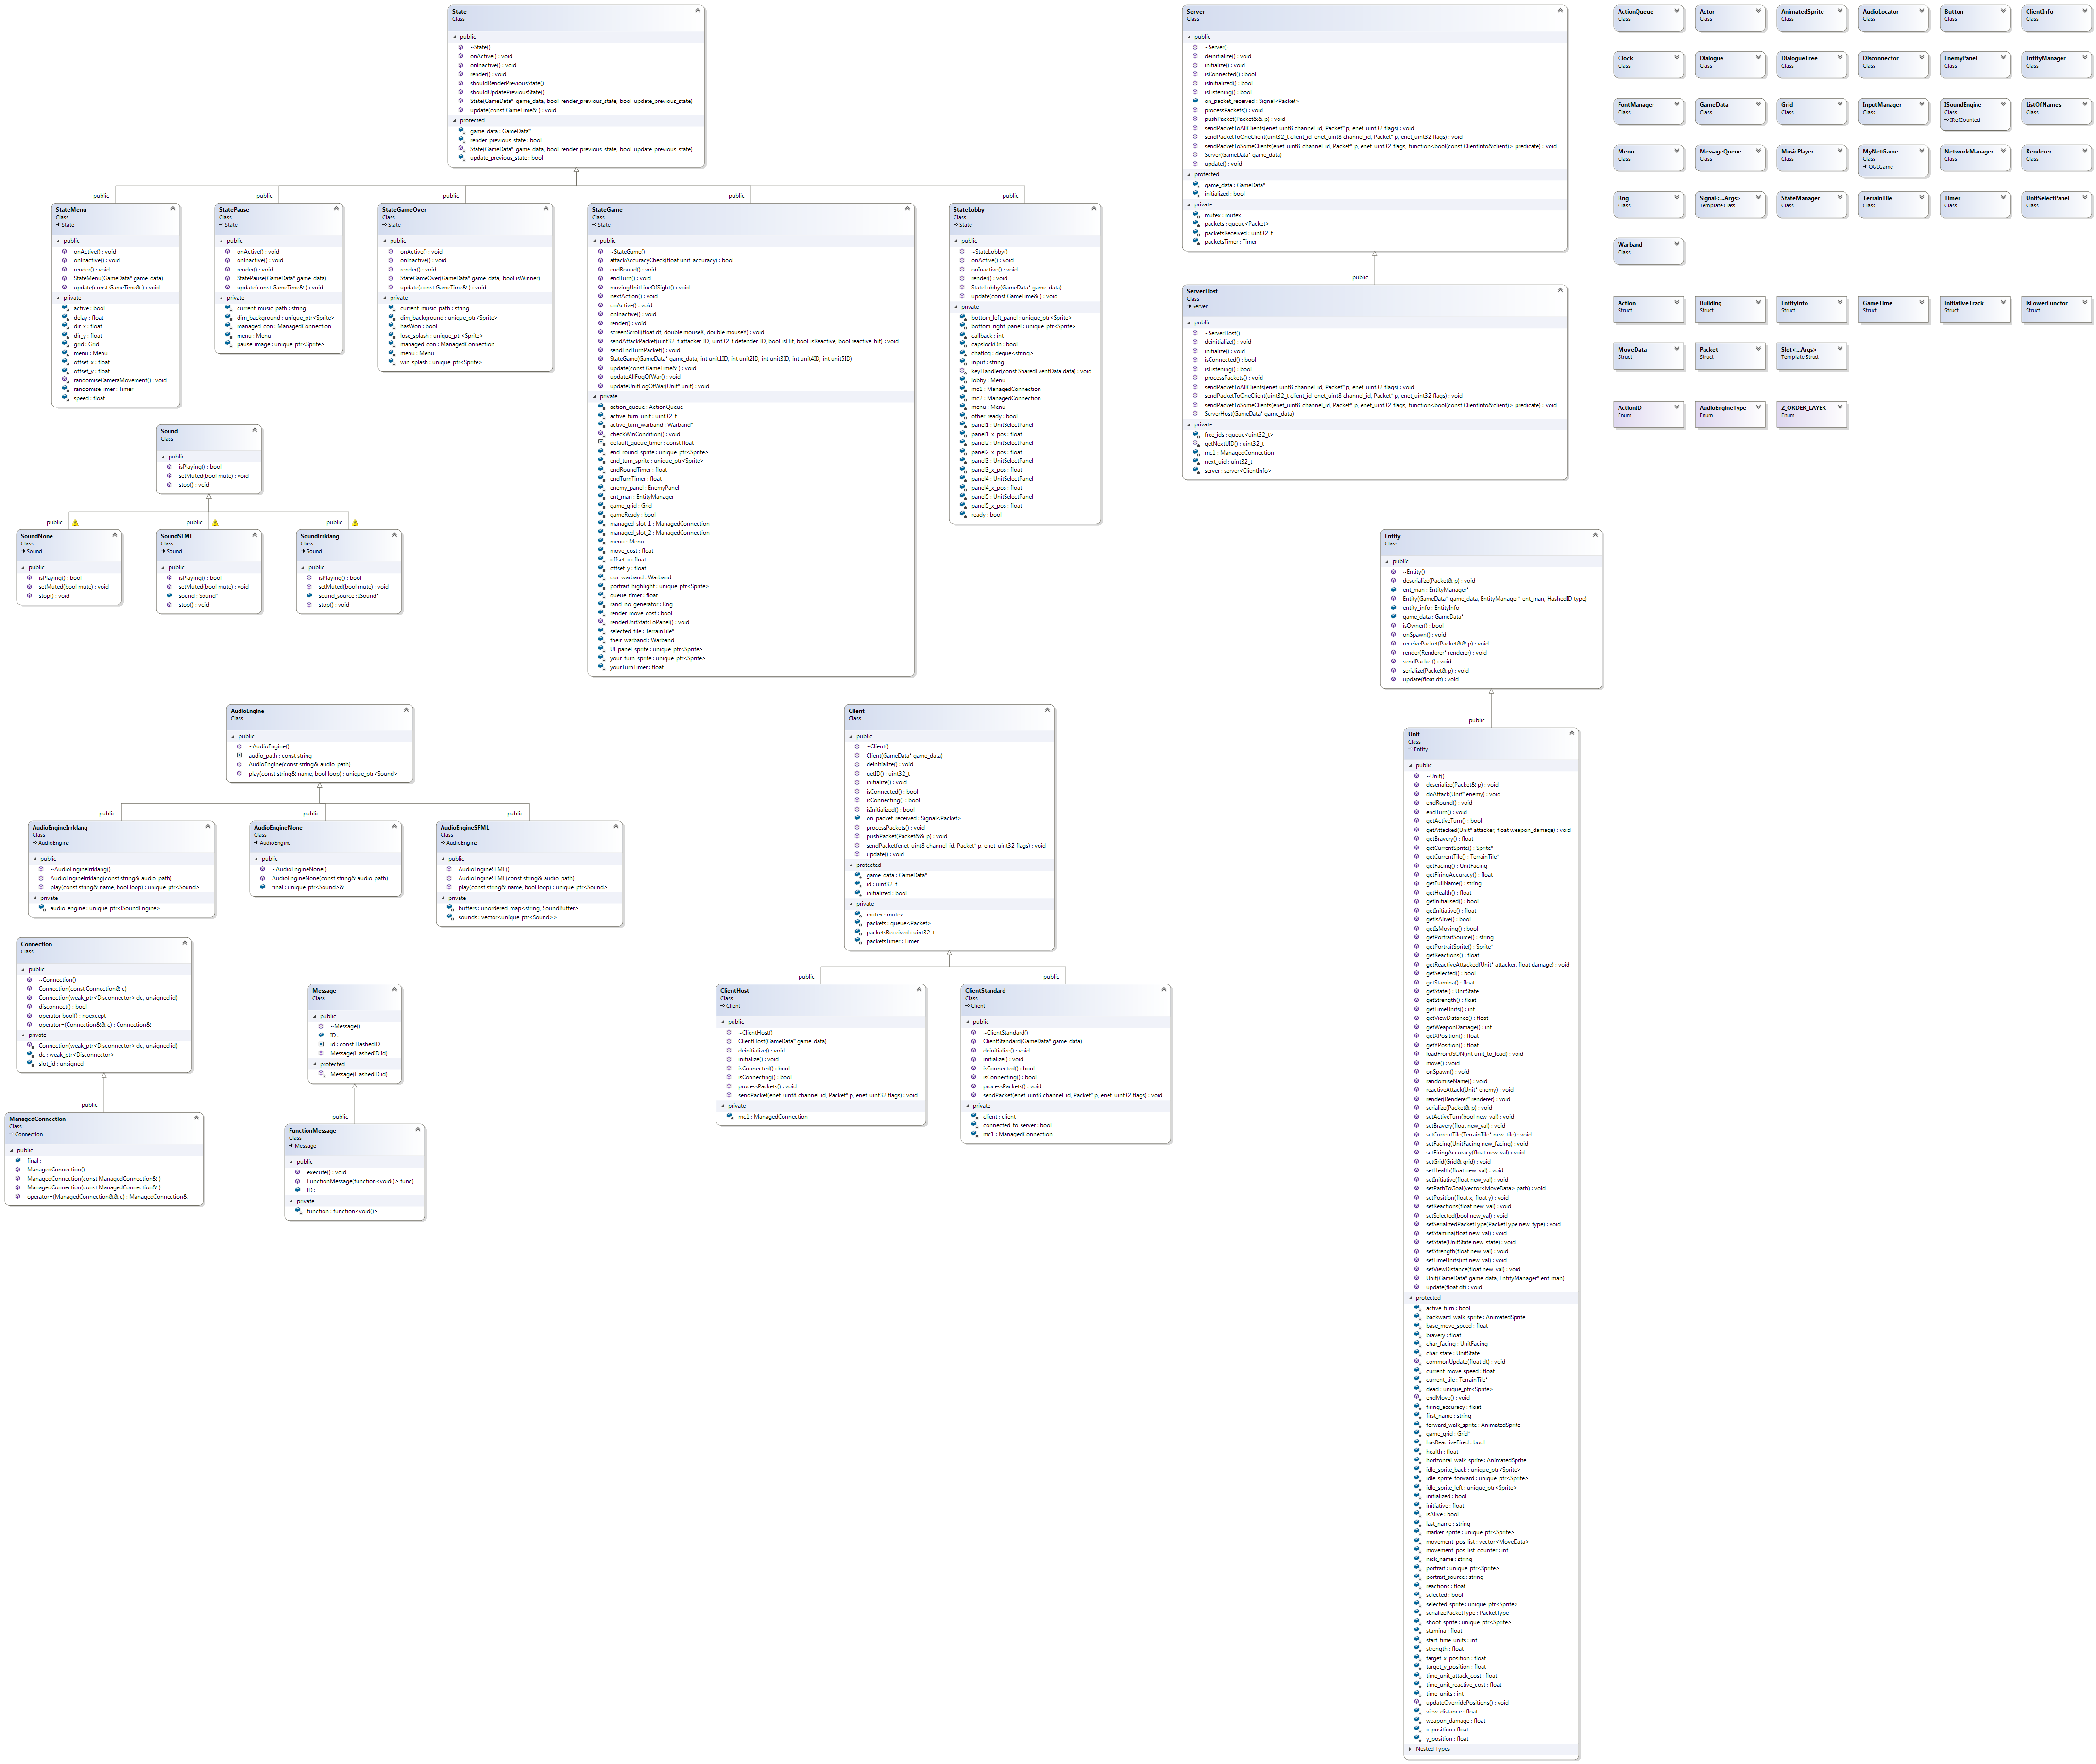 State
Class
public
~State()
onActive() : void
onInactive() : void
render() : void
shouldRenderPreviousState()
shouldUpdatePreviousState()
State(GameData* game_data, bool render_previous_state, bool update_previous_state)
update(const GameTime& ) : void
protected
game_data : GameData*
render_previous_state : bool
State(GameData* game_data, bool render_previous_state, bool update_previous_state)
update_previous_state : bool
public
public
public
public
public
StateMenu
Class
State
public
onActive() : void
onInactive() : void
render() : void
StateMenu(GameData* game_data)
update(const GameTime& ) : void
private
active : bool
delay : float
dir_x : float
dir_y : float
grid : Grid
menu : Menu
offset_x : float
offset_y : float
randomiseCameraMovement() : void
randomiseTimer : Timer
speed : float
StatePause
Class
State
public
onActive() : void
onInactive() : void
render() : void
StatePause(GameData* game_data)
update(const GameTime& ) : void
private
current_music_path : string
dim_background : unique_ptr<Sprite>
managed_con : ManagedConnection
menu : Menu
pause_image : unique_ptr<Sprite>
StateGameOver
Class
State
public
onActive() : void
onInactive() : void
render() : void
StateGameOver(GameData* game_data, bool isWinner)
update(const GameTime& ) : void
private
current_music_path : string
dim_background : unique_ptr<Sprite>
hasWon : bool
lose_splash : unique_ptr<Sprite>
managed_con : ManagedConnection
menu : Menu
win_splash : unique_ptr<Sprite>
StateGame
Class
State
public
~StateGame()
attackAccuracyCheck(float unit_accuracy) : bool
endRound() : void
endTurn() : void
movingUnitLineOfSight() : void
nextAction() : void
onActive() : void
onInactive() : void
render() : void
screenScroll(float dt, double mouseX, double mouseY) : void
sendAttackPacket(uint32_t attacker_ID, uint32_t defender_ID, bool isHit, bool isReactive, bool reactive_hit) : void
sendEndTurnPacket() : void
StateGame(GameData* game_data, int unit1ID, int unit2ID, int unit3ID, int unit4ID, int unit5ID)
update(const GameTime& ) : void
updateAllFogOfWar() : void
updateUnitFogOfWar(Unit* unit) : void
private
action_queue : ActionQueue
active_turn_unit : uint32_t
active_turn_warband : Warband*
checkWinCondition() : void
default_queue_timer : const float
end_round_sprite : unique_ptr<Sprite>
end_turn_sprite : unique_ptr<Sprite>
endRoundTimer : float
endTurnTimer : float
enemy_panel : EnemyPanel
ent_man : EntityManager
game_grid : Grid
gameReady : bool
managed_slot_1 : ManagedConnection
managed_slot_2 : ManagedConnection
menu : Menu
move_cost : float
offset_x : float
offset_y : float
our_warband : Warband
portrait_highlight : unique_ptr<Sprite>
queue_timer : float
rand_no_generator : Rng
render_move_cost : bool
renderUnitStatsToPanel() : void
selected_tile : TerrainTile*
their_warband : Warband
UI_panel_sprite : unique_ptr<Sprite>
your_turn_sprite : unique_ptr<Sprite>
yourTurnTimer : float
StateLobby
Class
State
public
~StateLobby()
onActive() : void
onInactive() : void
render() : void
StateLobby(GameData* game_data)
update(const GameTime& ) : void
private
bottom_left_panel : unique_ptr<Sprite>
bottom_right_panel : unique_ptr<Sprite>
callback : int
capslockOn : bool
chatlog : deque<string>
input : string
keyHandler(const SharedEventData data) : void
lobby : Menu
mc1 : ManagedConnection
mc2 : ManagedConnection
menu : Menu
other_ready : bool
panel1 : UnitSelectPanel
panel1_x_pos : float
panel2 : UnitSelectPanel
panel2_x_pos : float
panel3 : UnitSelectPanel
panel3_x_pos : float
panel4 : UnitSelectPanel
panel4_x_pos : float
panel5 : UnitSelectPanel
panel5_x_pos : float
ready : bool
Server
Class
public
~Server()
deinitialize() : void
initialize() : void
isConnected() : bool
isInitialized() : bool
isListening() : bool
on_packet_received : Signal<Packet>
processPackets() : void
pushPacket(Packet&& p) : void
sendPacketToAllClients(enet_uint8 channel_id, Packet* p, enet_uint32 flags) : void
sendPacketToOneClient(uint32_t client_id, enet_uint8 channel_id, Packet* p, enet_uint32 flags) : void
sendPacketToSomeClients(enet_uint8 channel_id, Packet* p, enet_uint32 flags, function<bool(const ClientInfo&client)> predicate) : void
Server(GameData* game_data)
update() : void
protected
game_data : GameData*
initialized : bool
private
mutex : mutex
packets : queue<Packet>
packetsReceived : uint32_t
packetsTimer : Timer
public
ServerHost
Class
Server
public
~ServerHost()
deinitialize() : void
initialize() : void
isConnected() : bool
isListening() : bool
processPackets() : void
sendPacketToAllClients(enet_uint8 channel_id, Packet* p, enet_uint32 flags) : void
sendPacketToOneClient(uint32_t client_id, enet_uint8 channel_id, Packet* p, enet_uint32 flags) : void
sendPacketToSomeClients(enet_uint8 channel_id, Packet* p, enet_uint32 flags, function<bool(const ClientInfo&client)> predicate) : void
ServerHost(GameData* game_data)
private
free_ids : queue<uint32_t>
getNextUID() : uint32_t
mc1 : ManagedConnection
next_uid : uint32_t
server : server<ClientInfo>
ActionQueue
Class
Actor
Class
AnimatedSprite
Class
AudioLocator
Class
Button
Class
ClientInfo
Class
Clock
Class
Dialogue
Class
DialogueTree
Class
Disconnector
Class
EnemyPanel
Class
EntityManager
Class
FontManager
Class
GameData
Class
Grid
Class
InputManager
Class
ISoundEngine
Class
IRefCounted
ListOfNames
Class
Menu
Class
MessageQueue
Class
MusicPlayer
Class
MyNetGame
Class
OGLGame
NetworkManager
Class
Renderer
Class
Rng
Class
Signal<...Args>
Template Class
StateManager
Class
TerrainTile
Class
Timer
Class
UnitSelectPanel
Class
Warband
Class
Action
Struct
Building
Struct
EntityInfo
Struct
GameTime
Struct
InitiativeTrack
Struct
isLowerFunctor
Struct
MoveData
Struct
Packet
Struct
Slot<...Args>
Template Struct
ActionID
Enum
AudioEngineType
Enum
Z_ORDER_LAYER
Enum
Sound
Class
public
isPlaying() : bool
setMuted(bool mute) : void
stop() : void
public
public
public
SoundNone
Class
Sound
public
isPlaying() : bool
setMuted(bool mute) : void
stop() : void
SoundSFML
Class
Sound
public
isPlaying() : bool
setMuted(bool mute) : void
sound : Sound*
stop() : void
SoundIrrklang
Class
Sound
public
isPlaying() : bool
setMuted(bool mute) : void
sound_source : ISound*
stop() : void
Entity
Class
public
~Entity()
deserialize(Packet& p) : void
ent_man : EntityManager*
Entity(GameData* game_data, EntityManager* ent_man, HashedID type)
entity_info : EntityInfo
game_data : GameData*
isOwner() : bool
onSpawn() : void
receivePacket(Packet&& p) : void
render(Renderer* renderer) : void
sendPacket() : void
serialize(Packet& p) : void
update(float dt) : void
public
AudioEngine
Class
public
~AudioEngine()
audio_path : const string
AudioEngine(const string& audio_path)
play(const string& name, bool loop) : unique_ptr<Sound>
public
public
public
AudioEngineIrrklang
Class
AudioEngine
public
~AudioEngineIrrklang()
AudioEngineIrrklang(const string& audio_path)
play(const string& name, bool loop) : unique_ptr<Sound>
private
audio_engine : unique_ptr<ISoundEngine>
AudioEngineNone
Class
AudioEngine
public
~AudioEngineNone()
AudioEngineNone(const string& audio_path)
final : unique_ptr<Sound>&
AudioEngineSFML
Class
AudioEngine
public
AudioEngineSFML()
AudioEngineSFML(const string& audio_path)
play(const string& name, bool loop) : unique_ptr<Sound>
private
buffers : unordered_map<string, SoundBuffer>
sounds : vector<unique_ptr<Sound>>
Client
Class
public
~Client()
Client(GameData* game_data)
deinitialize() : void
getID() : uint32_t
initialize() : void
isConnected() : bool
isConnecting() : bool
isInitialized() : bool
on_packet_received : Signal<Packet>
processPackets() : void
pushPacket(Packet&& p) : void
sendPacket(enet_uint8 channel_id, Packet* p, enet_uint32 flags) : void
update() : void
protected
game_data : GameData*
id : uint32_t
initialized : bool
private
mutex : mutex
packets : queue<Packet>
packetsReceived : uint32_t
packetsTimer : Timer
public
public
ClientHost
Class
Client
public
~ClientHost()
ClientHost(GameData* game_data)
deinitialize() : void
initialize() : void
isConnected() : bool
isConnecting() : bool
processPackets() : void
sendPacket(enet_uint8 channel_id, Packet* p, enet_uint32 flags) : void
private
mc1 : ManagedConnection
ClientStandard
Class
Client
public
~ClientStandard()
ClientStandard(GameData* game_data)
deinitialize() : void
initialize() : void
isConnected() : bool
isConnecting() : bool
processPackets() : void
sendPacket(enet_uint8 channel_id, Packet* p, enet_uint32 flags) : void
private
client : client
connected_to_server : bool
mc1 : ManagedConnection
Connection
Class
public
~Connection()
Connection(const Connection& c)
Connection(weak_ptr<Disconnector> dc, unsigned id)
disconnect() : bool
operator bool() : noexcept
operator=(Connection&& c) : Connection&
private
Connection(weak_ptr<Disconnector> dc, unsigned id)
dc : weak_ptr<Disconnector>
slot_id : unsigned
public
ManagedConnection
Class
Connection
public
final :
ManagedConnection()
ManagedConnection(const ManagedConnection& )
ManagedConnection(const ManagedConnection& )
operator=(ManagedConnection&& c) : ManagedConnection&
Message
Class
public
~Message()
ID :
id : const HashedID
Message(HashedID id)
protected
Message(HashedID id)
public
FunctionMessage
Class
Message
public
execute() : void
FunctionMessage(function<void()> func)
ID :
private
function : function<void()>
Unit
Class
Entity
public
~Unit()
deserialize(Packet& p) : void
doAttack(Unit* enemy) : void
endRound() : void
endTurn() : void
getActiveTurn() : bool
getAttacked(Unit* attacker, float weapon_damage) : void
getBravery() : float
getCurrentSprite() : Sprite*
getCurrentTile() : TerrainTile*
getFacing() : UnitFacing
getFiringAccuracy() : float
getFullName() : string
getHealth() : float
getInitialised() : bool
getInitiative() : float
getIsAlive() : bool
getIsMoving() : bool
getPortraitSource() : string
getPortraitSprite() : Sprite*
getReactions() : float
getReactiveAttacked(Unit* attacker, float damage) : void
getSelected() : bool
getStamina() : float
getState() : UnitState
getStrength() : float
getTimeUnits() : int
getViewDistance() : float
getWeaponDamage() : int
getXPosition() : float
getYPosition() : float
loadFromJSON(int unit_to_load) : void
move() : void
onSpawn() : void
randomiseName() : void
reactiveAttack(Unit* enemy) : void
render(Renderer* renderer) : void
serialize(Packet& p) : void
setActiveTurn(bool new_val) : void
setBravery(float new_val) : void
setCurrentTile(TerrainTile* new_tile) : void
setFacing(UnitFacing new_facing) : void
setFiringAccuracy(float new_val) : void
setGrid(Grid& grid) : void
setHealth(float new_val) : void
setInitiative(float new_val) : void
setPathToGoal(vector<MoveData> path) : void
setPosition(float x, float y) : void
setReactions(float new_val) : void
setSelected(bool new_val) : void
setSerializedPacketType(PacketType new_type) : void
setStamina(float new_val) : void
setState(UnitState new_state) : void
setStrength(float new_val) : void
setTimeUnits(int new_val) : void
setViewDistance(float new_val) : void
Unit(GameData* game_data, EntityManager* ent_man)
update(float dt) : void
protected
active_turn : bool
backward_walk_sprite : AnimatedSprite
base_move_speed : float
bravery : float
char_facing : UnitFacing
char_state : UnitState
commonUpdate(float dt) : void
current_move_speed : float
current_tile : TerrainTile*
dead : unique_ptr<Sprite>
endMove() : void
firing_accuracy : float
first_name : string
forward_walk_sprite : AnimatedSprite
game_grid : Grid*
hasReactiveFired : bool
health : float
horizontal_walk_sprite : AnimatedSprite
idle_sprite_back : unique_ptr<Sprite>
idle_sprite_forward : unique_ptr<Sprite>
idle_sprite_left : unique_ptr<Sprite>
initialized : bool
initiative : float
isAlive : bool
last_name : string
marker_sprite : unique_ptr<Sprite>
movement_pos_list : vector<MoveData>
movement_pos_list_counter : int
nick_name : string
portrait : unique_ptr<Sprite>
portrait_source : string
reactions : float
selected : bool
selected_sprite : unique_ptr<Sprite>
serializePacketType : PacketType
shoot_sprite : unique_ptr<Sprite>
stamina : float
start_time_units : int
strength : float
target_x_position : float
target_y_position : float
time_unit_attack_cost : float
time_unit_reactive_cost : float
time_units : int
updateOverridePositions() : void
view_distance : float
weapon_damage : float
x_position : float
y_position : float
Nested Types